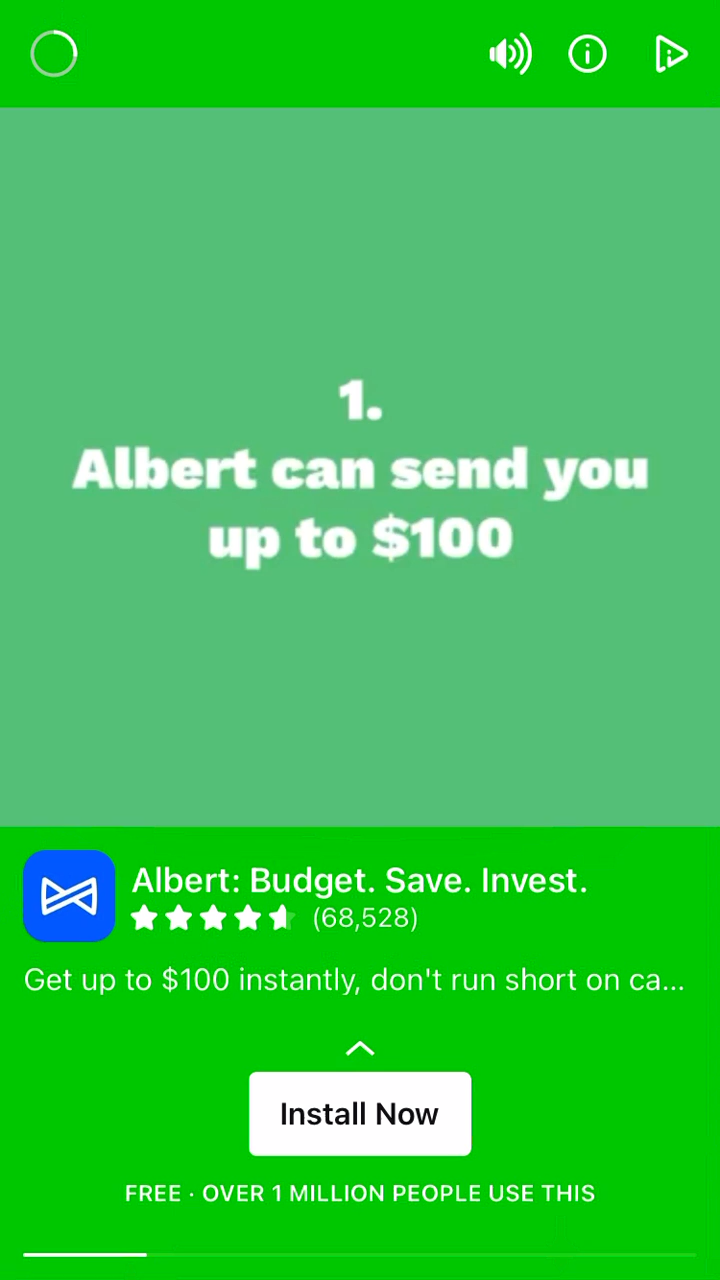 1.
Albert can send you
up to $100
Albert: Budget. Save. Invest.
(68,528)
Get up to $100 instantly, don't run short on ca...
Install Now
FREE · OVER 1 MILLION PEOPLE USE THIS